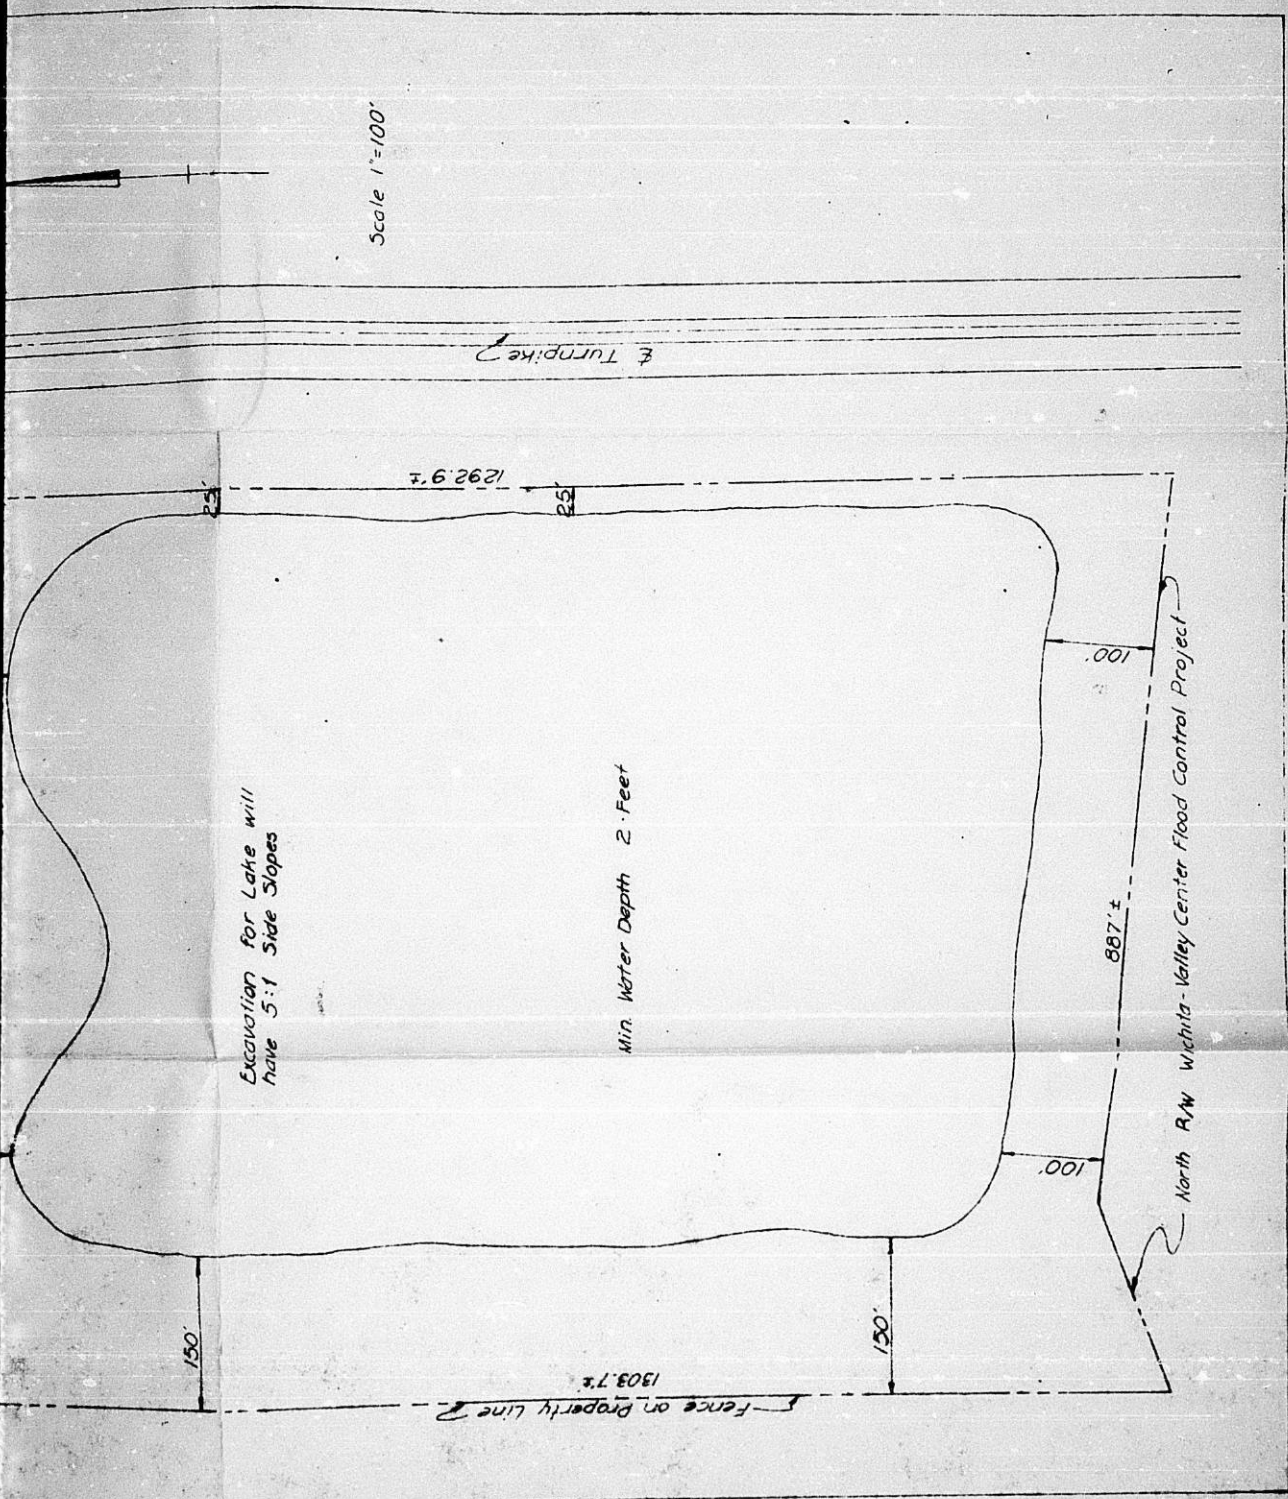 Scale 1"=100'
℄ Turnpike
1292.9'±
25'
25'
Excavation for Lake will
have 5:1 Side Slopes
Min. Water Depth 2-Feet
100'
100'
887'±
North R/W Wichita-Valley Center Flood Control Project
150'
150'
1303.7'±
Fence on Property Line